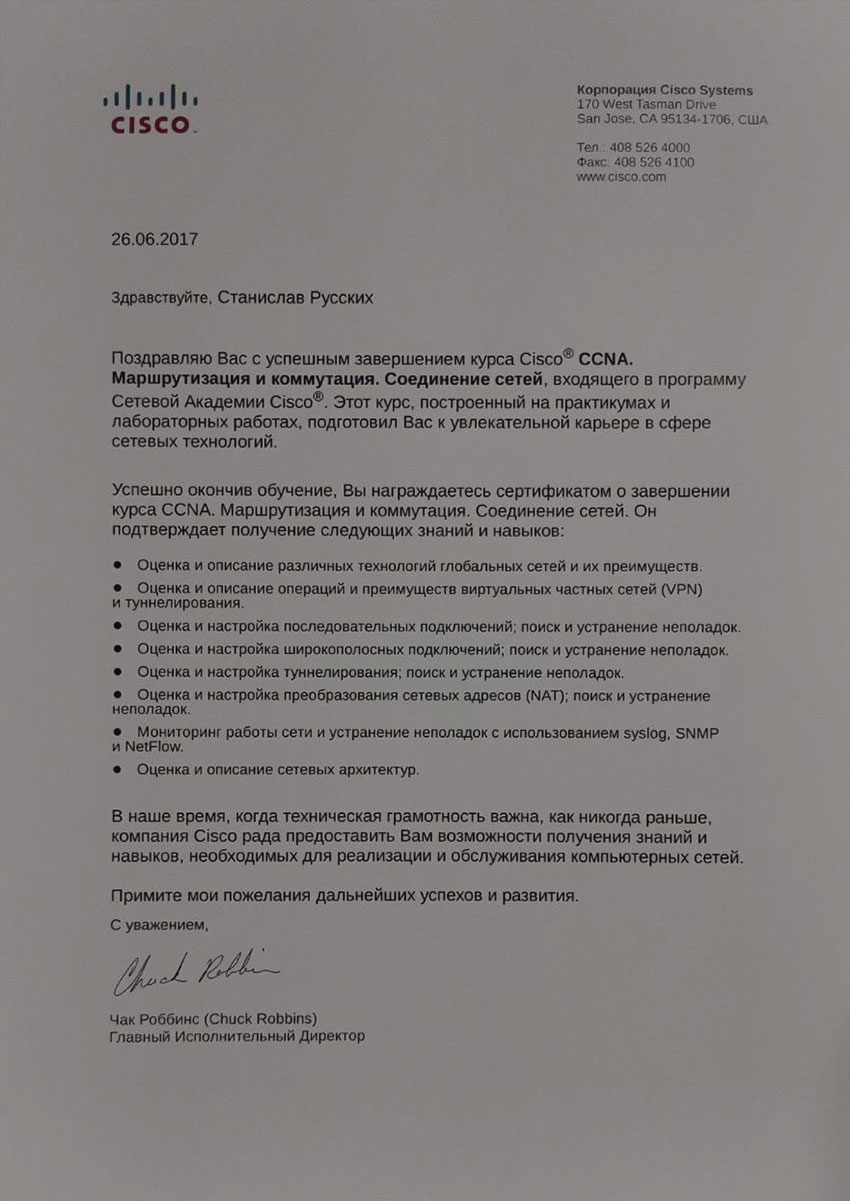 CISCO
Корпорация Cisco Systems
170 West Tasman Drive
San Jose, CA 95134-1706, США
Тел.: 408 526 4000
Факс: 408 526 4100
www.cisco.com
26.06.2017
Здравствуйте, Станислав Русских
Поздравляю Вас с успешным завершением курса Cisco® CCNA.
Маршрутизация и коммутация. Соединение сетей, входящего в программу
Сетевой Академии Cisco®. Этот курс, построенный на практикумах и
лабораторных работах, подготовил Вас к увлекательной карьере в сфере
сетевых технологий.
Успешно окончив обучение, Вы награждаетесь сертификатом о завершении
курса CCNA. Маршрутизация и коммутация. Соединение сетей. Он
подтверждает получение следующих знаний и навыков:
● Оценка и описание различных технологий глобальных сетей и их преимуществ.
● Оценка и описание операций и преимуществ виртуальных частных сетей (VPN)
и туннелирования.
● Оценка и настройка последовательных подключений; поиск и устранение неполадок.
● Оценка и настройка широкополосных подключений; поиск и устранение неполадок.
● Оценка и настройка туннелирования; поиск и устранение неполадок.
● Оценка и настройка преобразования сетевых адресов (NAT); поиск и устранение
неполадок.
● Мониторинг работы сети и устранение неполадок с использованием syslog, SNMP
и NetFlow.
● Оценка и описание сетевых архитектур.
В наше время, когда техническая грамотность важна, как никогда раньше,
компания Cisco рада предоставить Вам возможности получения знаний и
навыков, необходимых для реализации и обслуживания компьютерных сетей.
Примите мои пожелания дальнейших успехов и развития.
С уважением,
Chuck Robbins
Чак Роббинс (Chuck Robbins)
Главный Исполнительный Директор